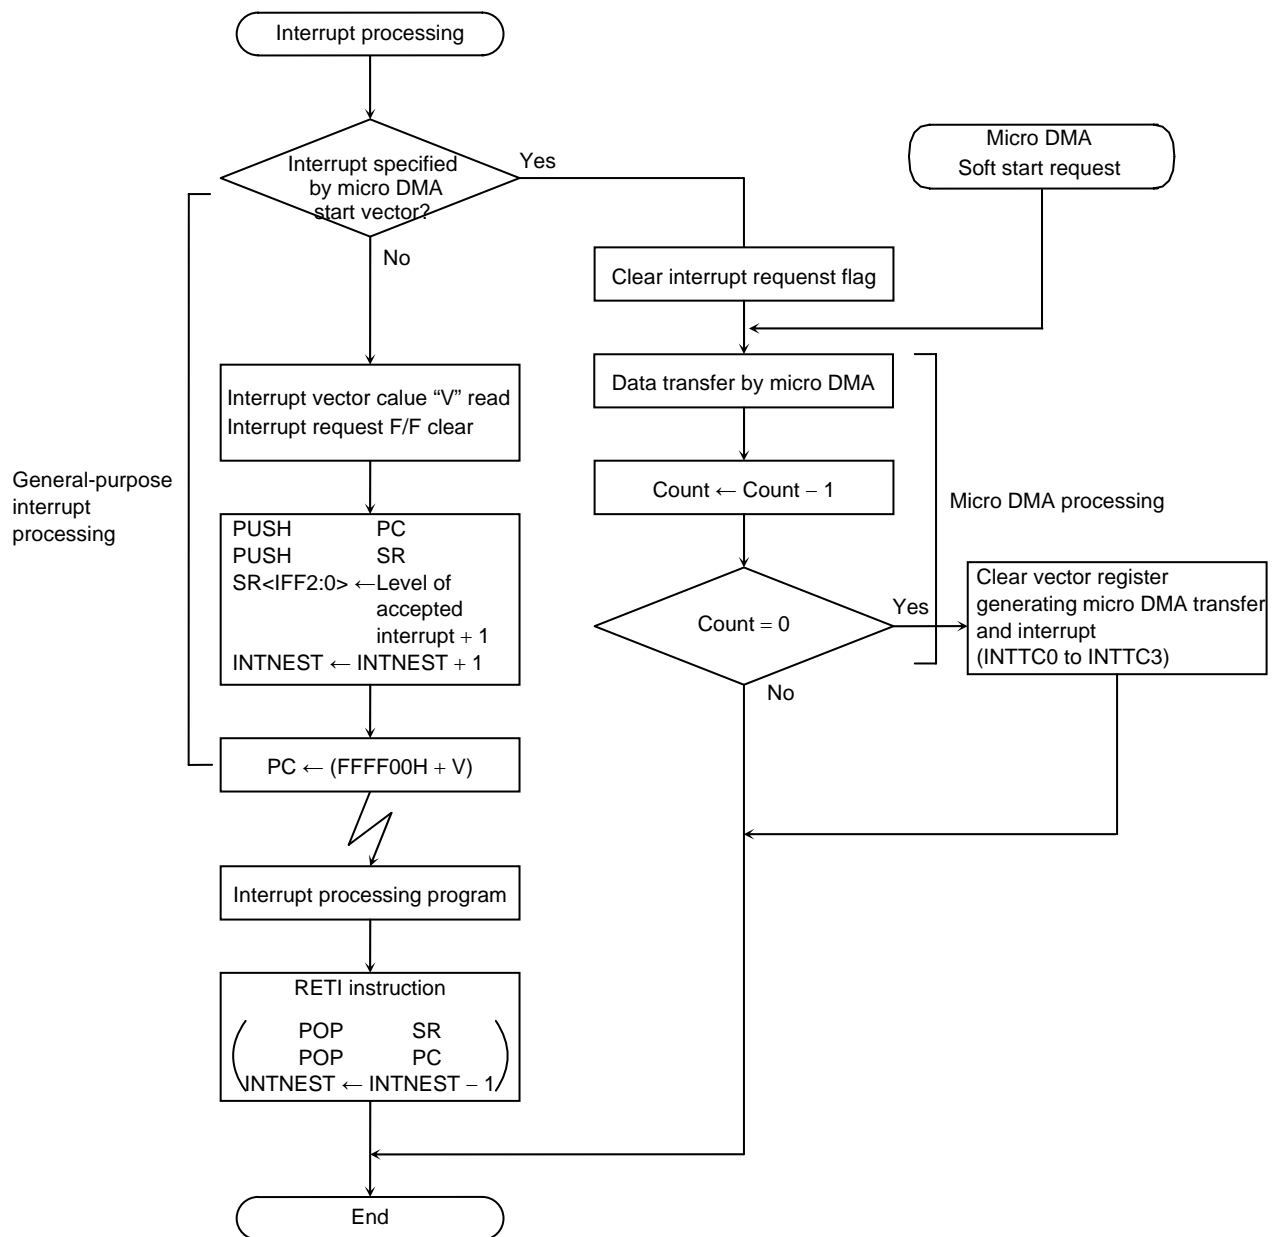 Interrupt processing
Interrupt specified
by micro DMA
start vector?
Yes
No
Micro DMA
Soft start request
Clear interrupt requenst flag
Data transfer by micro DMA
Count ← Count − 1
Micro DMA processing
Count = 0
Yes
No
Clear vector register
generating micro DMA transfer
and interrupt
(INTTC0 to INTTC3)
General-purpose
interrupt
processing
Interrupt vector calue “V” read
Interrupt request F/F clear
PUSH PC
PUSH SR
SR<IFF2:0> ←Level of
accepted
interrupt + 1
INTNEST ← INTNEST + 1
PC ← (FFFF00H + V)
Interrupt processing program
RETI instruction
POP SR
POP PC
INTNEST ← INTNEST − 1
End